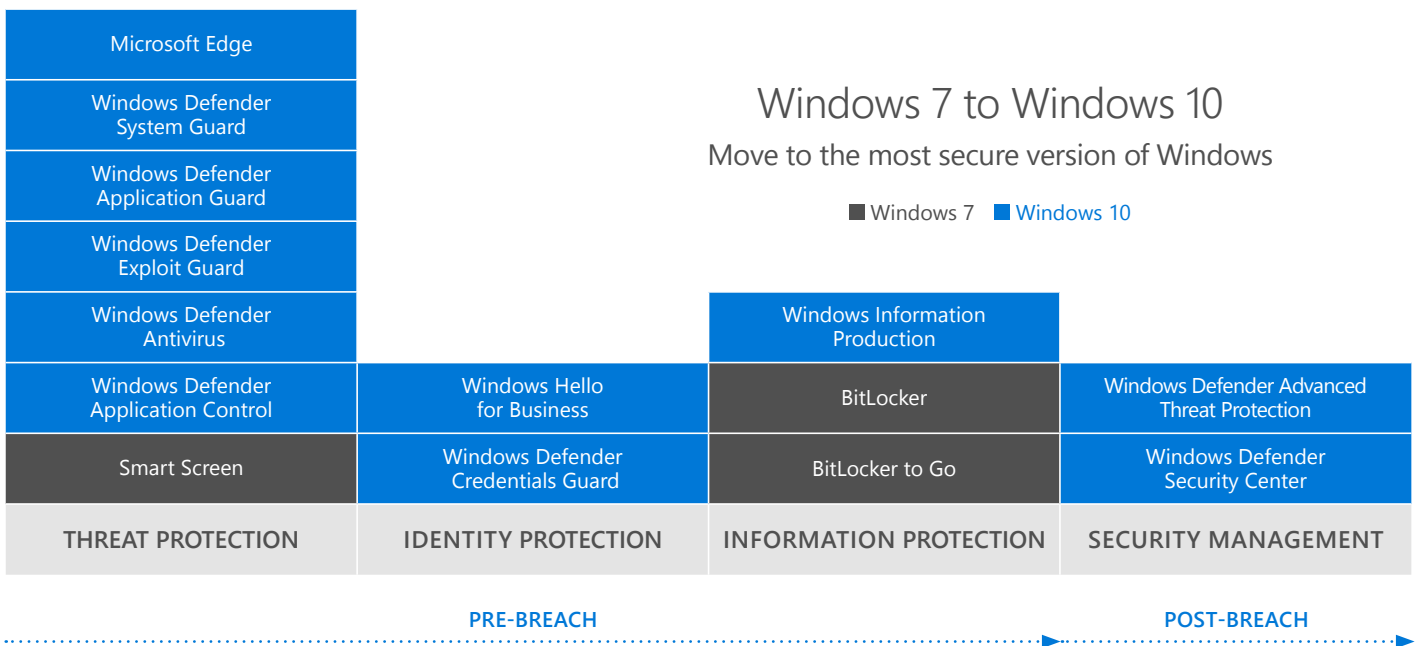 Microsoft Edge
Windows Defender
System Guard
Windows Defender
Application Guard
Windows Defender
Exploit Guard
Windows Defender
Antivirus
Windows Defender
Application Control
Smart Screen
THREAT PROTECTION
Windows Hello
for Business
Windows Defender
Credentials Guard
IDENTITY PROTECTION
Windows 7 to Windows 10
Move to the most secure version of Windows
Windows 7
Windows 10
Windows Information
Production
BitLocker
BitLocker to Go
INFORMATION PROTECTION
Windows Defender Advanced
Threat Protection
Windows Defender
Security Center
SECURITY MANAGEMENT
PRE-BREACH
POST-BREACH